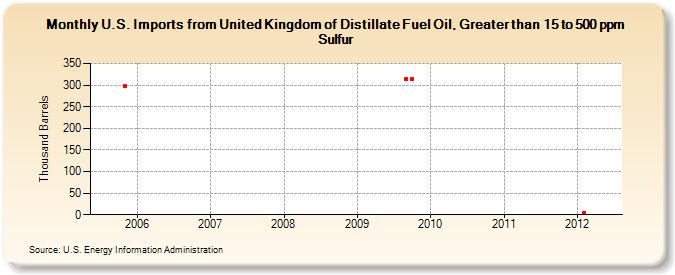 Monthly U.S. Imports from United Kingdom of Distillate Fuel Oil, Greater than 15 to 500 ppm
Sulfur
Thousand Barrels
350
300
250
200
150
100
50
0
2006 2007 2008 2009 2010 2011 2012
Source: U.S. Energy Information Administration